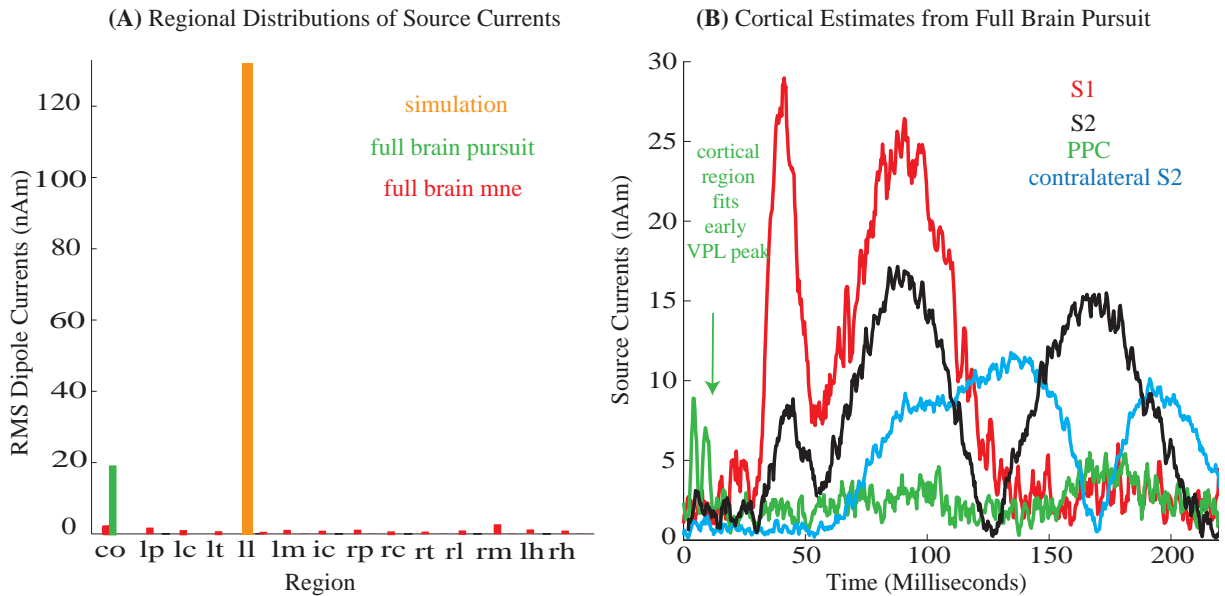 (A) Regional Distributions of Source Currents
RMS Dipole Currents (nAm)
120
100
80
60
40
20
0
simulation
full brain pursuit
full brain mne
co lp lc lt ll lm ic rp rc rt rl rm lh rh
Region
(B) Cortical Estimates from Full Brain Pursuit
Source Currents (nAm)
30
25
20
15
10
5
0
cortical
region
fits
early
VPL peak
S1
S2
PPC
contralateral S2
0 50 100 150 200
Time (Milliseconds)